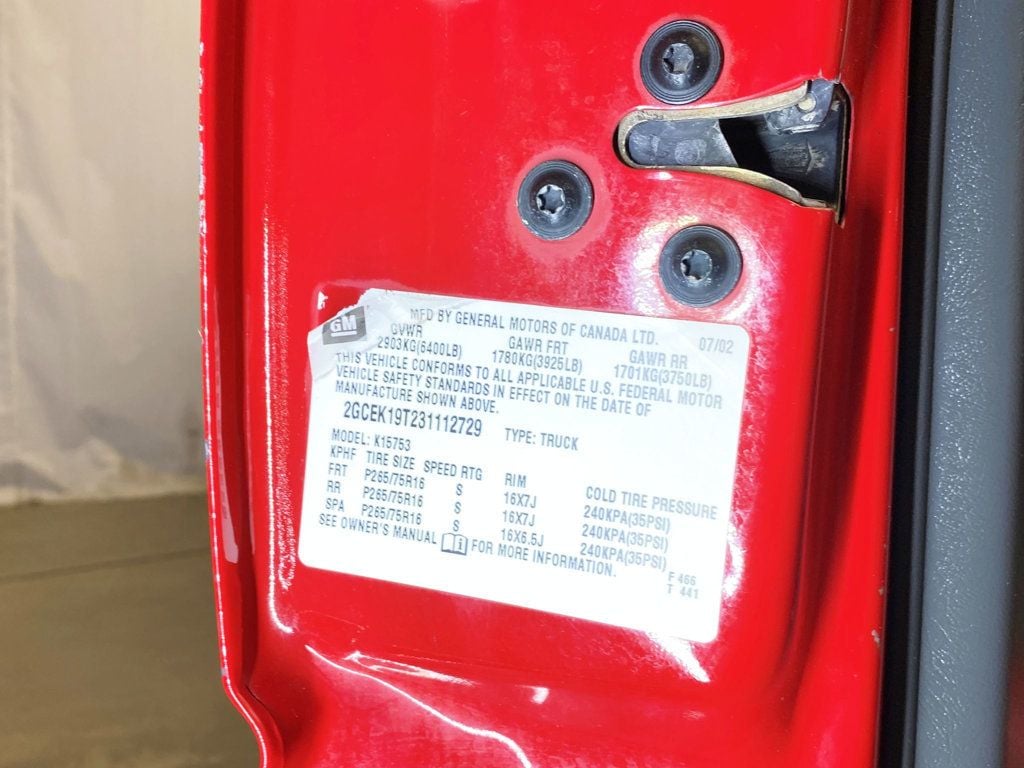 GM
MFD BY GENERAL MOTORS OF CANADA LTD.
07/02
GVWR GAWR FRT GAWR RR
2903KG(6400LB) 1780KG(3925LB) 1701KG(3750LB)
THIS VEHICLE CONFORMS TO ALL APPLICABLE U.S. FEDERAL MOTOR
VEHICLE SAFETY STANDARDS IN EFFECT ON THE DATE OF
MANUFACTURE SHOWN ABOVE.
2GCEK19T231112729 TYPE: TRUCK
MODEL: K15753
KPHF TIRE SIZE SPEED RTG RIM COLD TIRE PRESSURE
FRT P265/75R16 S 16X7J 240KPA(35PSI)
RR P265/75R16 S 16X7J 240KPA(35PSI)
SPA P265/75R16 S 16X6.5J 240KPA(35PSI)
SEE OWNER'S MANUAL FOR MORE INFORMATION.
F 466
T 441